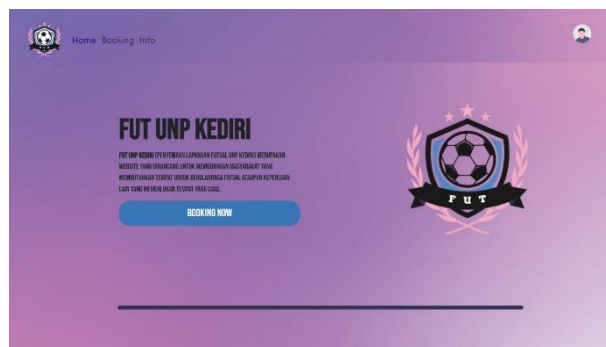 Home Booking Info
FUT UNP KEDIRI
FUT UNP KEDIRI (PENYEWAAN LAPANGAN FUTSAL UNP KEDIRI) MERUPAKAN
WEBSITE YANG DIRANCANG UNTUK MEMUDAHKAN MASYARAKAT YANG
MEMBUTUHKAN TEMPAT UNTUK BEROLAHRAGA FUTSAL ATAUPUN KEPERLUAN
LAIN YANG MEMERLUKAN TEMPAT YANG LUAS.
BOOKING NOW
FUT